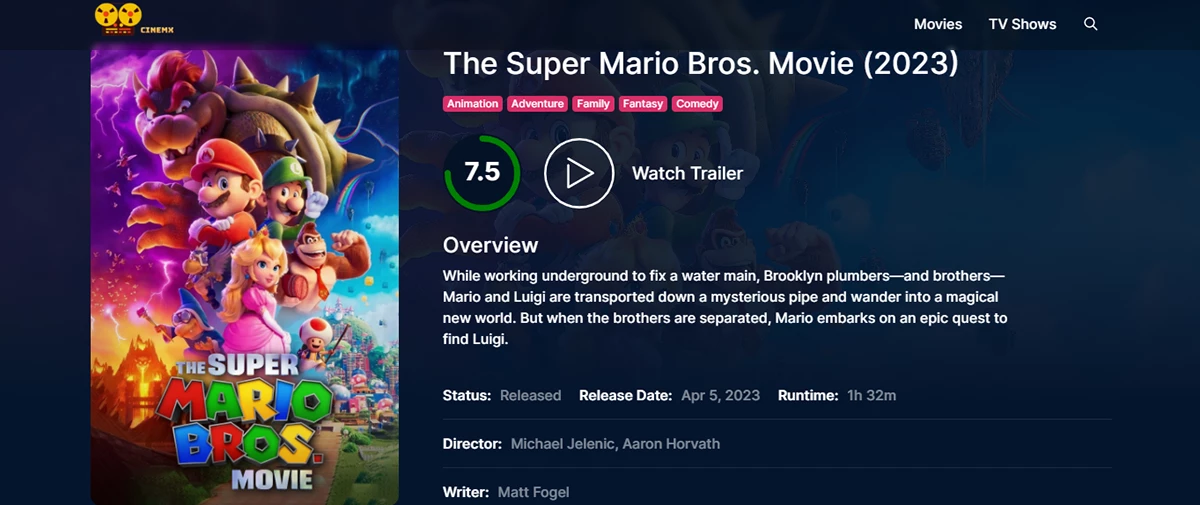 CINEMX
Movies
TV Shows
The Super Mario Bros. Movie (2023)
Animation
Adventure
Family
Fantasy
Comedy
7.5
Watch Trailer
Overview
While working underground to fix a water main, Brooklyn plumbers—and brothers—
Mario and Luigi are transported down a mysterious pipe and wander into a magical
new world. But when the brothers are separated, Mario embarks on an epic quest to
find Luigi.
Status: Released Release Date: Apr 5, 2023 Runtime: 1h 32m
Director: Michael Jelenic, Aaron Horvath
Writer: Matt Fogel
THE SUPER
MARIO
BROS.
MOVIE